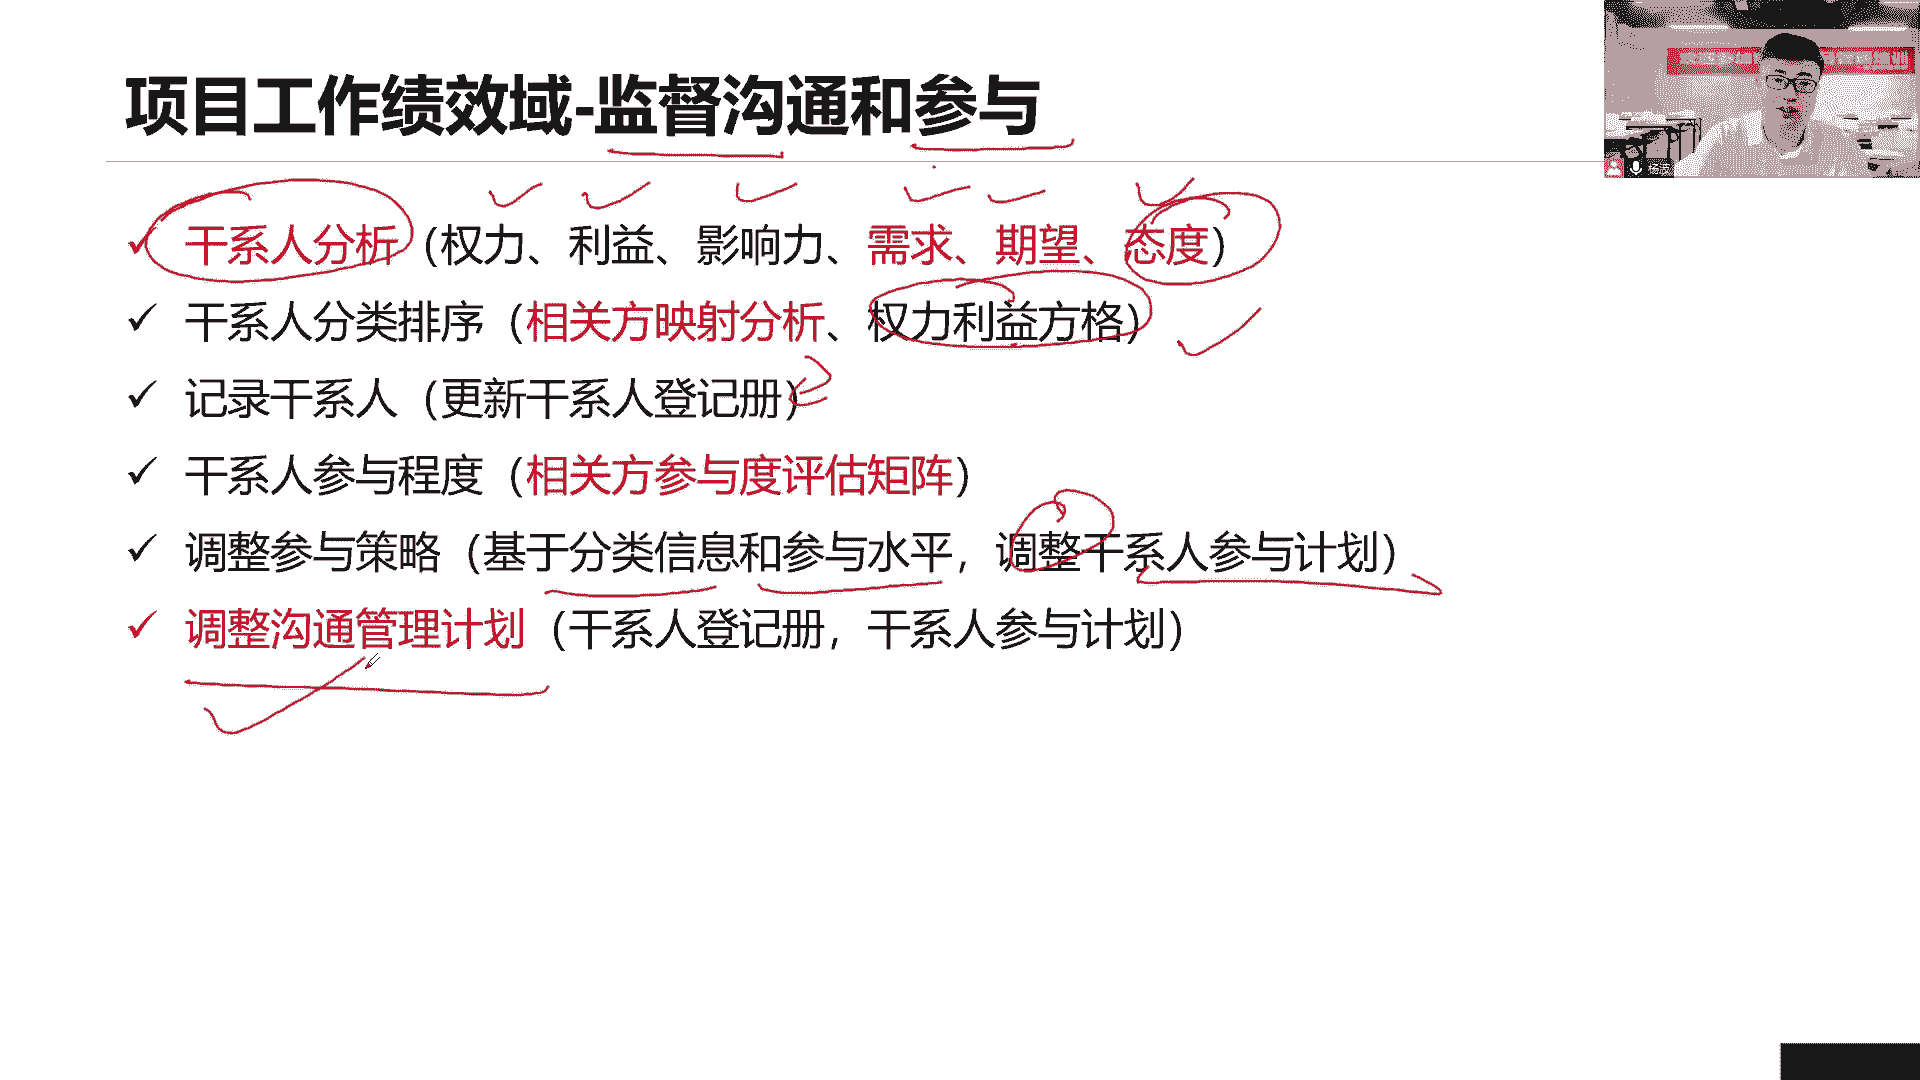 项目工作绩效域-监督沟通和参与
干系人分析（权力、利益、影响力、需求、期望、态度）
干系人分类排序（相关方映射分析、权力利益方格）
记录干系人（更新干系人登记册）
干系人参与程度（相关方参与度评估矩阵）
调整参与策略（基于分类信息和参与水平，调整干系人参与计划）
调整沟通管理计划（干系人登记册，干系人参与计划）